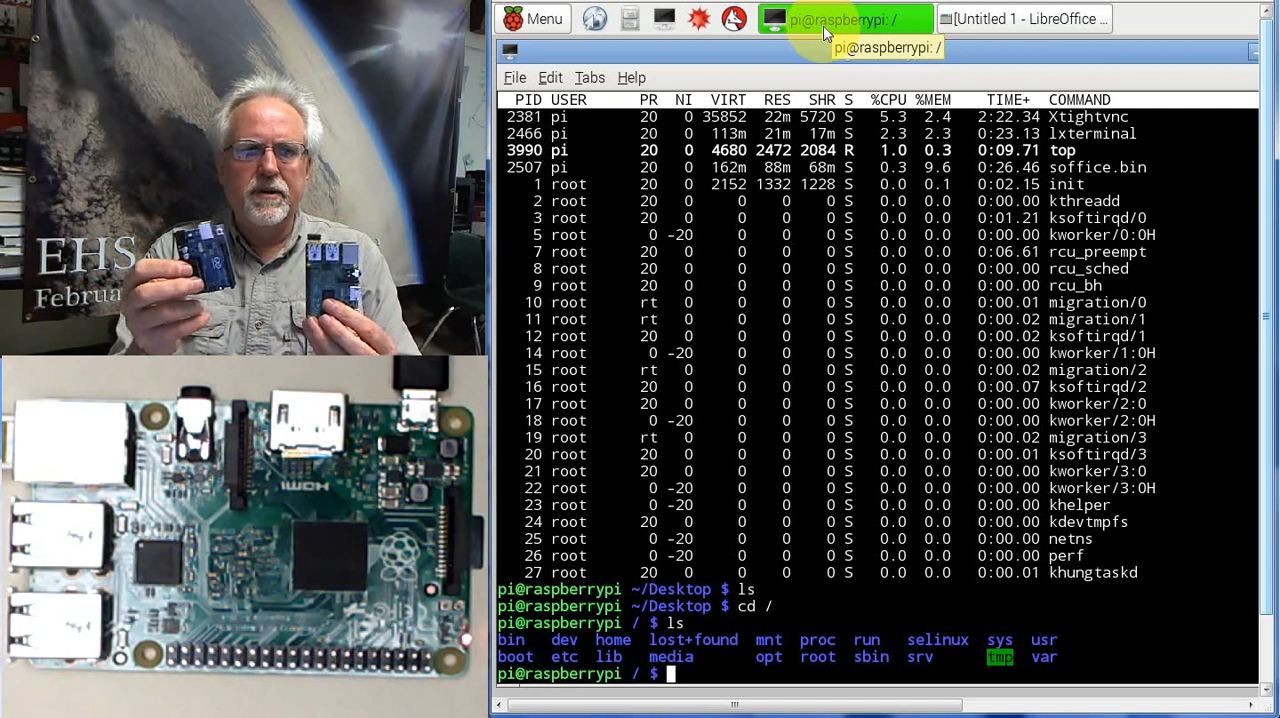 EHS
Februa
HDMI
Menu
pi@raspberrypi: /
[Untitled 1 - LibreOffice ...
pi@raspberrypi: /
File Edit Tabs Help
PID USER PR NI VIRT RES SHR S %CPU %MEM TIME+ COMMAND
2381 pi 20 0 35852 22m 5720 S 5.3 2.4 2:22.34 Xtightvnc
2466 pi 20 0 113m 21m 17m S 2.3 2.3 0:23.13 lxterminal
3990 pi 20 0 4680 2472 2084 R 1.0 0.3 0:09.71 top
2507 pi 20 0 162m 88m 68m S 0.3 9.6 0:26.46 soffice.bin
1 root 20 0 2152 1332 1228 S 0.0 0.1 0:02.15 init
2 root 20 0 0 0 0 S 0.0 0.0 0:00.00 kthreadd
3 root 20 0 0 0 0 S 0.0 0.0 0:01.21 ksoftirqd/0
5 root 0 -20 0 0 0 S 0.0 0.0 0:00.00 kworker/0:0H
7 root 20 0 0 0 0 S 0.0 0.0 0:06.61 rcu_preempt
8 root 20 0 0 0 0 S 0.0 0.0 0:00.00 rcu_sched
9 root 20 0 0 0 0 S 0.0 0.0 0:00.00 rcu_bh
10 root rt 0 0 0 0 S 0.0 0.0 0:00.01 migration/0
11 root rt 0 0 0 0 S 0.0 0.0 0:00.02 migration/1
12 root 20 0 0 0 0 S 0.0 0.0 0:00.02 ksoftirqd/1
14 root 0 -20 0 0 0 S 0.0 0.0 0:00.00 kworker/1:0H
15 root rt 0 0 0 0 S 0.0 0.0 0:00.02 migration/2
16 root 20 0 0 0 0 S 0.0 0.0 0:00.07 ksoftirqd/2
17 root 20 0 0 0 0 S 0.0 0.0 0:00.00 kworker/2:0
18 root 0 -20 0 0 0 S 0.0 0.0 0:00.00 kworker/2:0H
19 root rt 0 0 0 0 S 0.0 0.0 0:00.02 migration/3
20 root 20 0 0 0 0 S 0.0 0.0 0:00.01 ksoftirqd/3
21 root 20 0 0 0 0 S 0.0 0.0 0:00.00 kworker/3:0
22 root 0 -20 0 0 0 S 0.0 0.0 0:00.00 kworker/3:0H
23 root 0 -20 0 0 0 S 0.0 0.0 0:00.00 khelper
24 root 20 0 0 0 0 S 0.0 0.0 0:00.00 kdevtmpfs
25 root 0 -20 0 0 0 S 0.0 0.0 0:00.00 netns
26 root 0 -20 0 0 0 S 0.0 0.0 0:00.00 perf
27 root 20 0 0 0 0 S 0.0 0.0 0:00.01 khungtaskd
pi@raspberrypi ~/Desktop $ ls
pi@raspberrypi ~/Desktop $ cd /
pi@raspberrypi / $ ls
bin dev home lost+found mnt proc run selinux sys usr
boot etc lib media opt root sbin srv tmp var
pi@raspberrypi / $